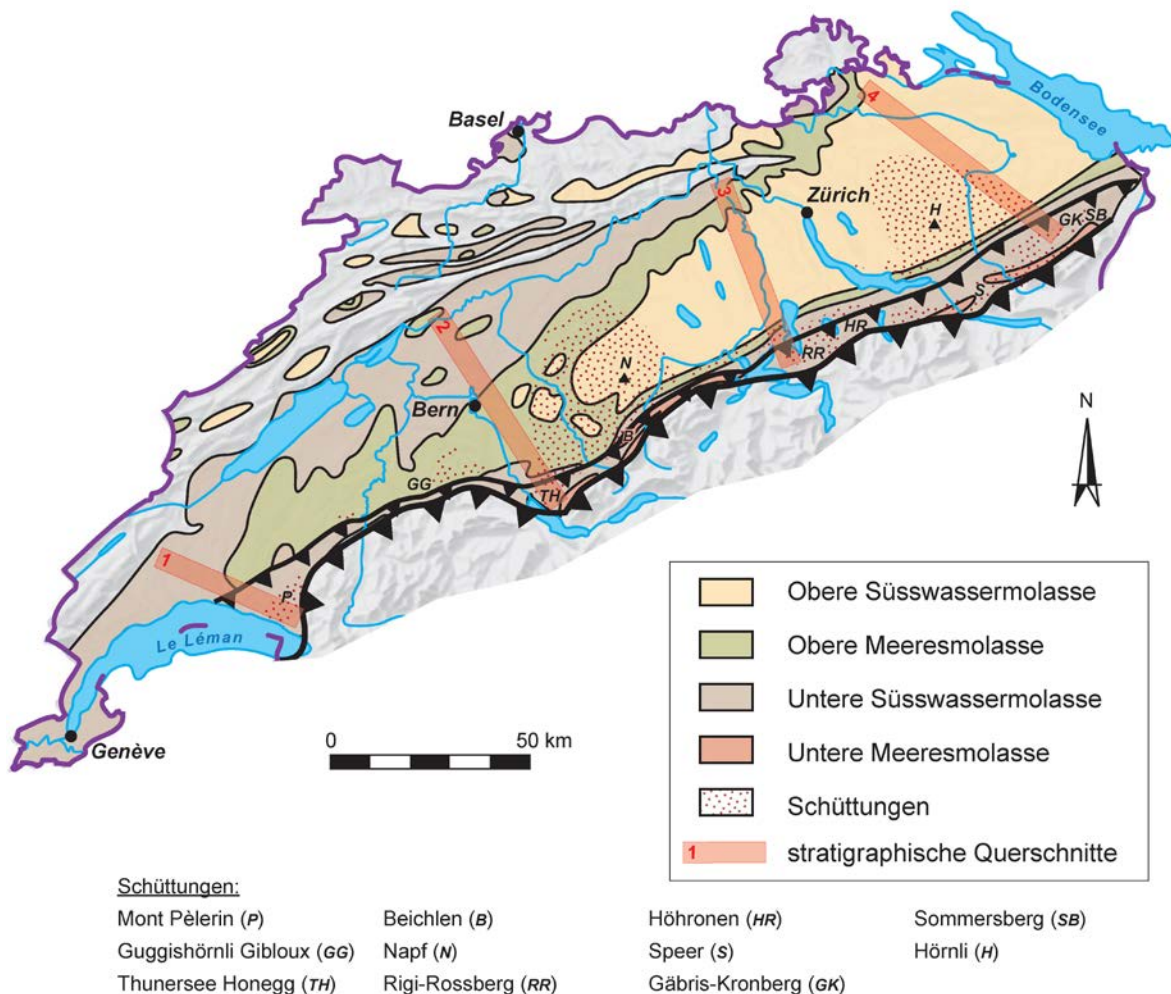 Basel
Bodensee
4
Zürich
3
H
GK
SB
S
HR
RR
2
N
Bern
B
GG
TH
1
P
Le Léman
Genève
N
0 50 km
Obere Süsswassermolasse
Obere Meeresmolasse
Untere Süsswassermolasse
Untere Meeresmolasse
Schüttungen
1 stratigraphische Querschnitte
Schüttungen:
Mont Pèlerin (P) Beichlen (B) Höhronen (HR) Sommersberg (SB)
Guggishörnli Gibloux (GG) Napf (N) Speer (S) Hörnli (H)
Thunersee Honegg (TH) Rigi-Rossberg (RR) Gäbris-Kronberg (GK)